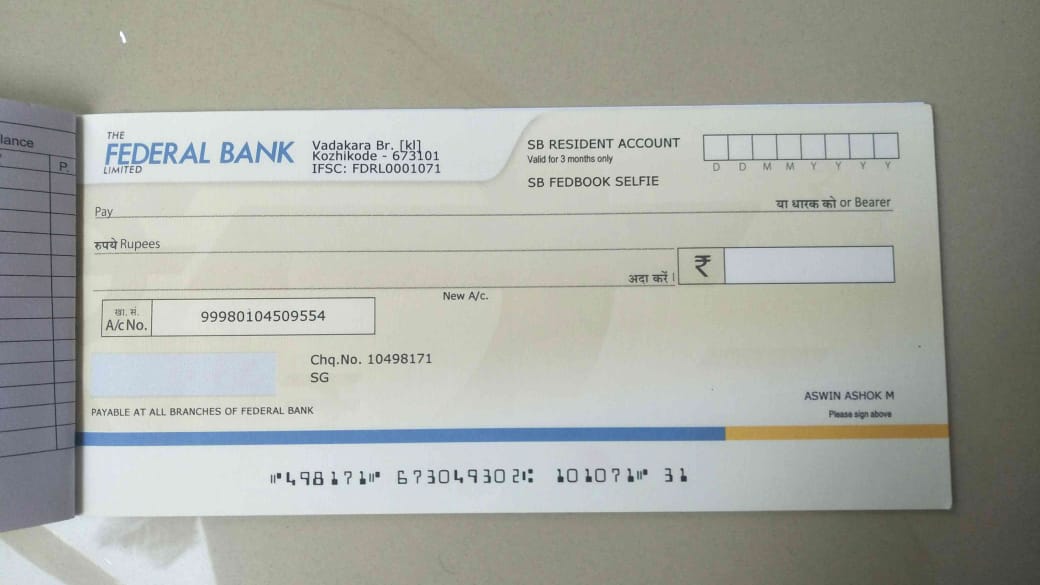 lance
P.
THE
FEDERAL BANK
LIMITED
Vadakara Br. [kl]
Kozhikode - 673101
IFSC: FDRL0001071
SB RESIDENT ACCOUNT
Valid for 3 months only
SB FEDBOOK SELFIE
D D M M Y Y Y Y
Pay या धारक को or Bearer
रुपये Rupees
अदा करें। ₹
New A/c.
खा. सं.
A/c No. 99980104509554
Chq.No. 10498171
SG
PAYABLE AT ALL BRANCHES OF FEDERAL BANK
ASWIN ASHOK M
Please sign above
⑈498171⑈ 673049302⑆ 101071⑈ 31